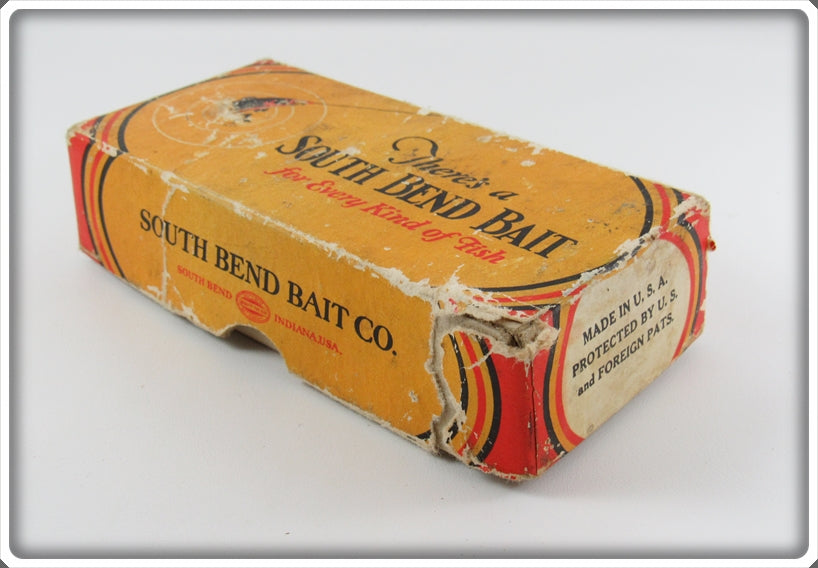 There's a
SOUTH BEND BAIT
for Every Kind of Fish
SOUTH BEND BAIT CO.
SOUTH BEND INDIANA, U.S.A.
MADE IN U. S. A.
PROTECTED BY U. S.
and FOREIGN PATS.